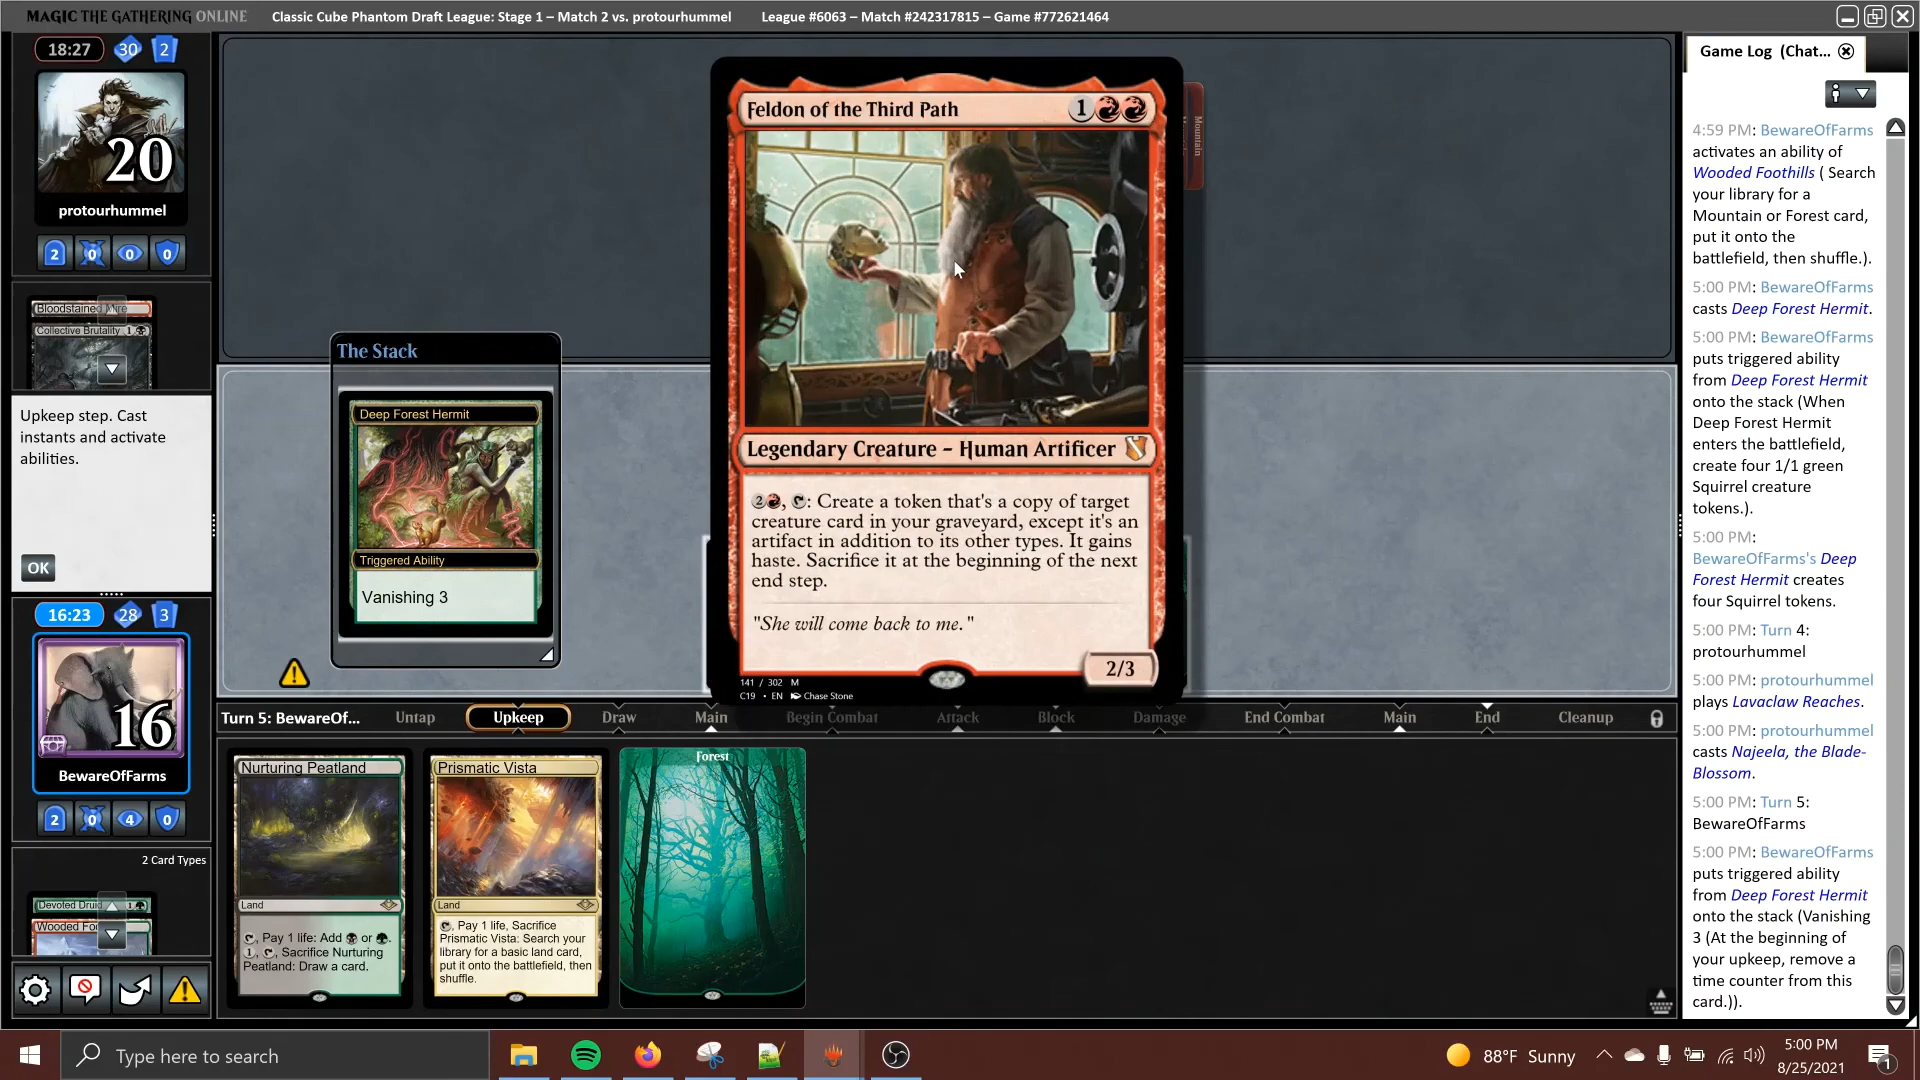 MAGIC THE GATHERING ONLINE
Classic Cube Phantom Draft League: Stage 1 – Match 2 vs. protourhummel
League #6063 – Match #242317815 – Game #772621464
18:27
30
2
20
protourhummel
2
0
0
0
Bloodstained Mire
Collective Brutality 1
Upkeep step. Cast
instants and activate
abilities.
OK
16:23
28
3
16
BewareOfFarms
2
0
4
0
2 Card Types
Devoted Druid 1
Wooded Foo
The Stack
Deep Forest Hermit
Triggered Ability
Vanishing 3
Feldon of the Third Path
1
Legendary Creature – Human Artificer
2 , : Create a token that's a copy of target
creature card in your graveyard, except it's an
artifact in addition to its other types. It gains
haste. Sacrifice it at the beginning of the next
end step.
"She will come back to me."
2/3
141 / 302 M
C19 • EN Chase Stone
Mountain
Turn 5: BewareOf...
Untap
Upkeep
Draw
Main
Begin Combat
Attack
Block
Damage
End Combat
Main
End
Cleanup
Nurturing Peatland
Land
, Pay 1 life: Add or .
1, , Sacrifice Nurturing
Peatland: Draw a card.
Prismatic Vista
Land
, Pay 1 life, Sacrifice
Prismatic Vista: Search your
library for a basic land card,
put it onto the battlefield, then
shuffle.
Forest
Game Log (Chat...
4:59 PM: BewareOfFarms
activates an ability of
Wooded Foothills ( Search
your library for a
Mountain or Forest card,
put it onto the
battlefield, then shuffle.).
5:00 PM: BewareOfFarms
casts Deep Forest Hermit.
5:00 PM: BewareOfFarms
puts triggered ability
from Deep Forest Hermit
onto the stack (When
Deep Forest Hermit
enters the battlefield,
create four 1/1 green
Squirrel creature
tokens.).
5:00 PM:
BewareOfFarms's Deep
Forest Hermit creates
four Squirrel tokens.
5:00 PM: Turn 4:
protourhummel
5:00 PM: protourhummel
plays Lavaclaw Reaches.
5:00 PM: protourhummel
casts Najeela, the Blade-
Blossom.
5:00 PM: Turn 5:
BewareOfFarms
5:00 PM: BewareOfFarms
puts triggered ability
from Deep Forest Hermit
onto the stack (Vanishing
3 (At the beginning of
your upkeep, remove a
time counter from this
card.)).
Type here to search
88°F Sunny
5:00 PM
8/25/2021
1